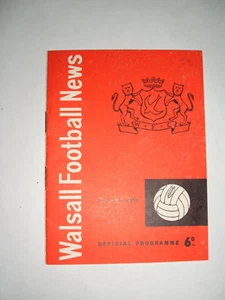 Walsall Football News
OFFICIAL PROGRAMME 6D